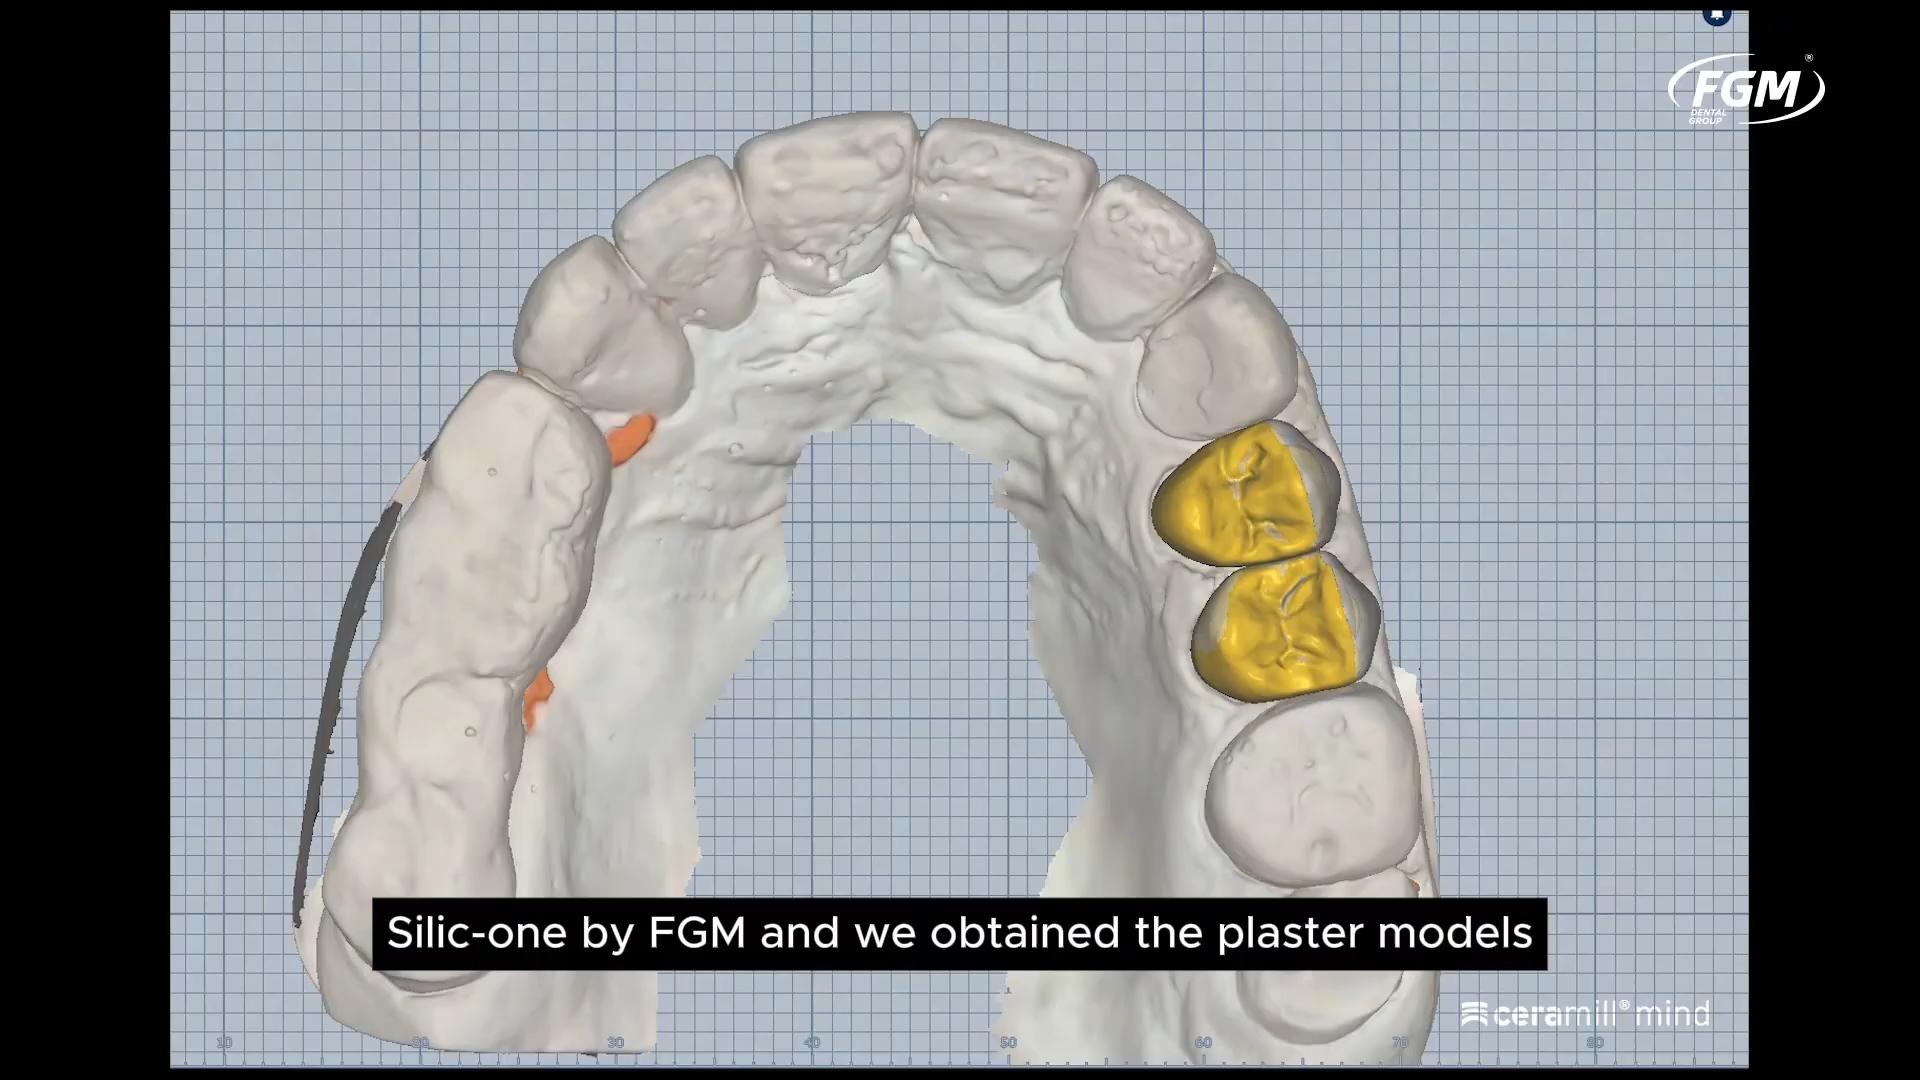 FGM®
DENTAL
GROUP
Silic-one by FGM and we obtained the plaster models
ceramill® mind
10 20 30 40 50 60 70 80